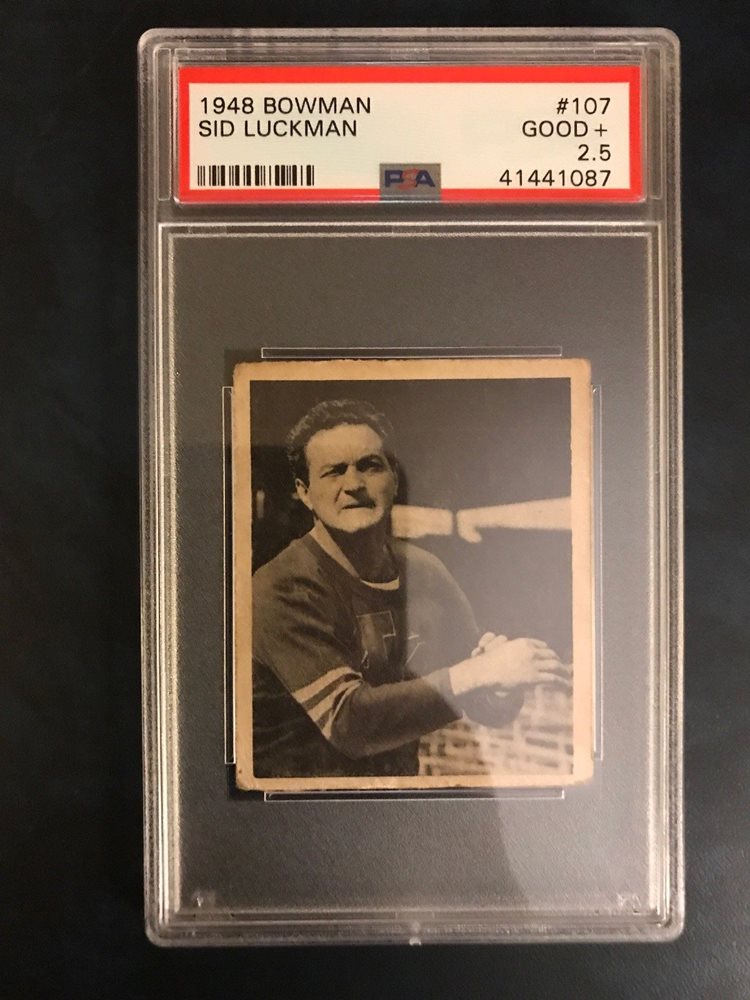 1948 BOWMAN #107
SID LUCKMAN GOOD +
2.5
PSA 41441087